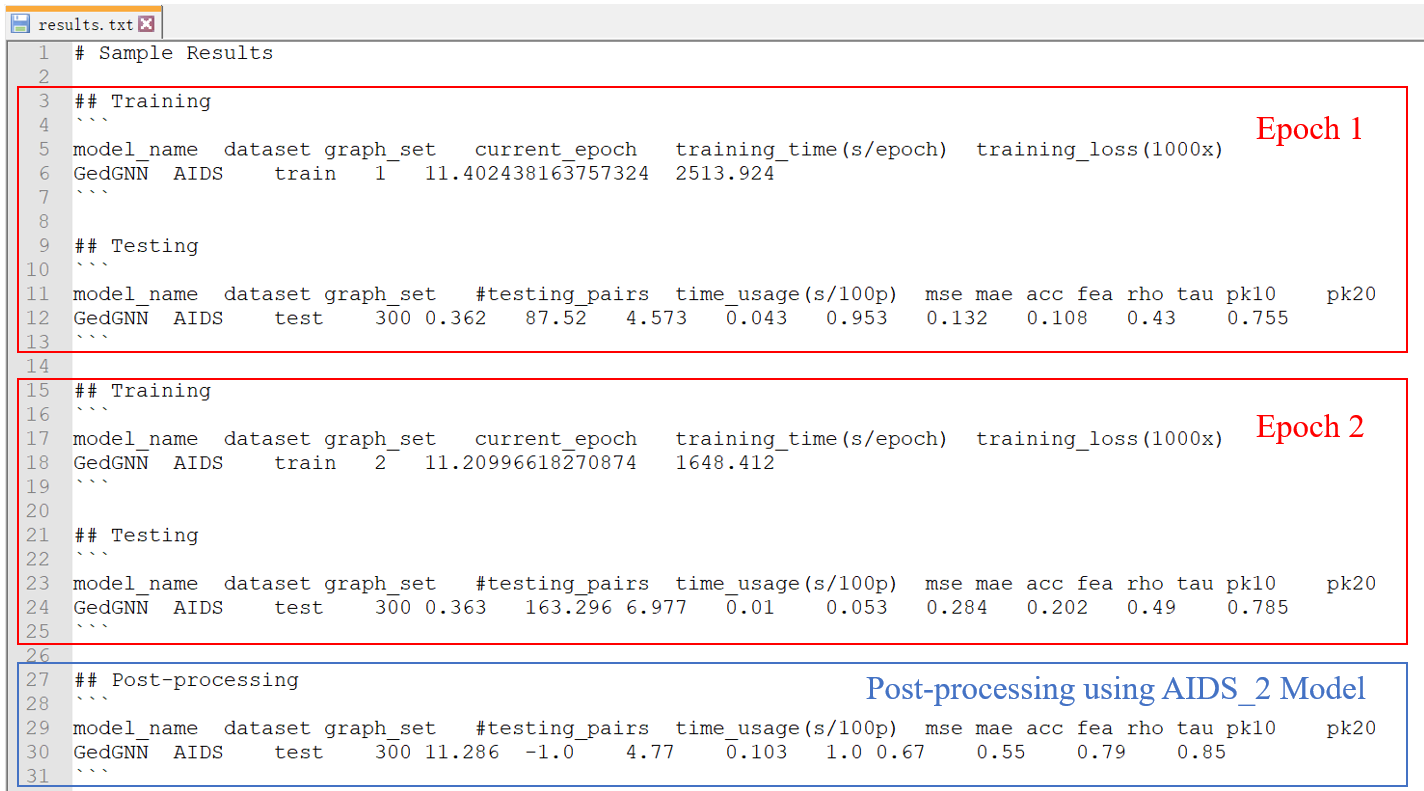 results.txt
1 # Sample Results
2
3 ## Training
4 ```
Epoch 1
5 model_name dataset graph_set current_epoch training_time(s/epoch) training_loss(1000x)
6 GedGNN AIDS train 1 11.402438163757324 2513.924
7 ```
8
9 ## Testing
10 ```
11 model_name dataset graph_set #testing_pairs time_usage(s/100p) mse mae acc fea rho tau pk10 pk20
12 GedGNN AIDS test 300 0.362 87.52 4.573 0.043 0.953 0.132 0.108 0.43 0.755
13 ```
14
15 ## Training
16 ```
Epoch 2
17 model_name dataset graph_set current_epoch training_time(s/epoch) training_loss(1000x)
18 GedGNN AIDS train 2 11.20996618270874 1648.412
19 ```
20
21 ## Testing
22 ```
23 model_name dataset graph_set #testing_pairs time_usage(s/100p) mse mae acc fea rho tau pk10 pk20
24 GedGNN AIDS test 300 0.363 163.296 6.977 0.01 0.053 0.284 0.202 0.49 0.785
25 ```
26
27 ## Post-processing
Post-processing using AIDS_2 Model
28 ```
29 model_name dataset graph_set #testing_pairs time_usage(s/100p) mse mae acc fea rho tau pk10 pk20
30 GedGNN AIDS test 300 11.286 -1.0 4.77 0.103 1.0 0.67 0.55 0.79 0.85
31 ```